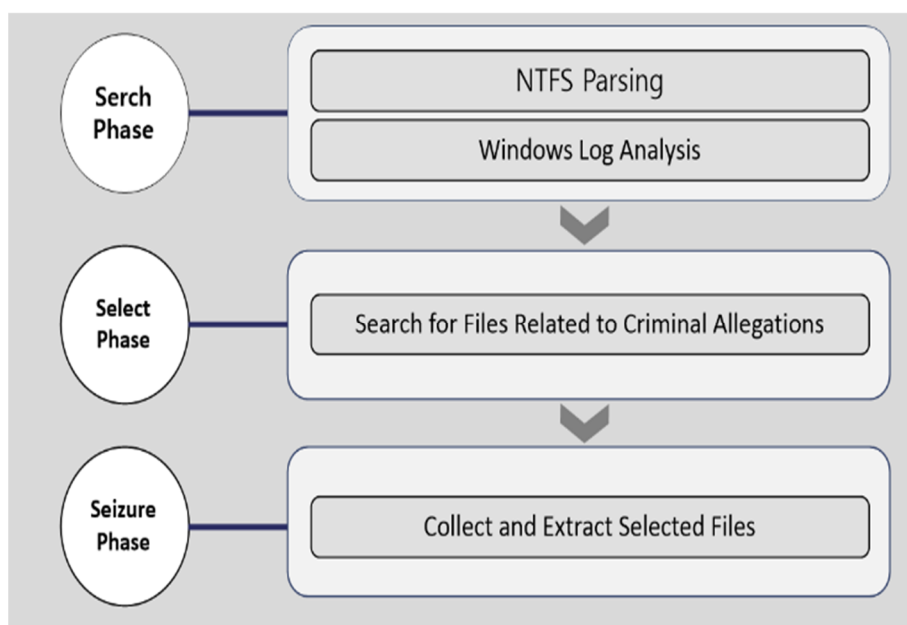 Serch
Phase
NTFS Parsing
Windows Log Analysis
Select
Phase
Search for Files Related to Criminal Allegations
Seizure
Phase
Collect and Extract Selected Files